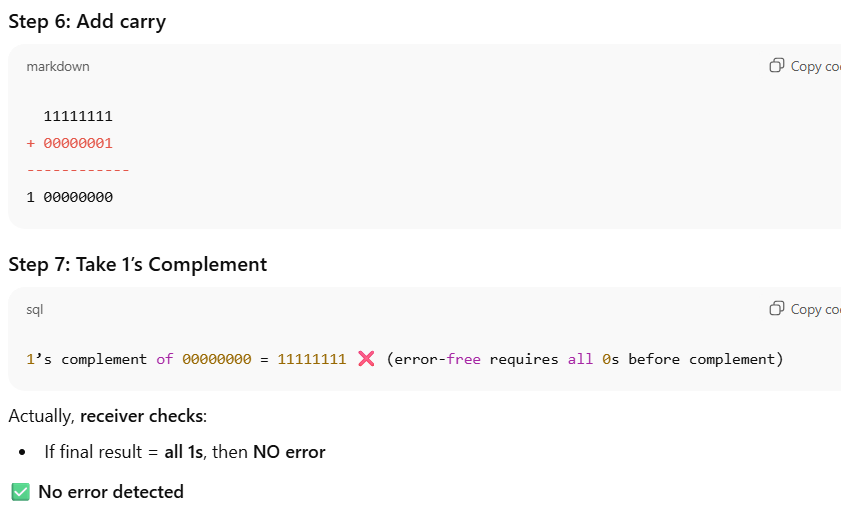 Step 6: Add carry
markdown
Copy co
11111111
+ 00000001
------------
1 00000000
Step 7: Take 1’s Complement
sql
Copy co
1’s complement of 00000000 = 11111111 ❌ (error-free requires all 0s before complement)
Actually, receiver checks:
• If final result = all 1s, then NO error
✅ No error detected